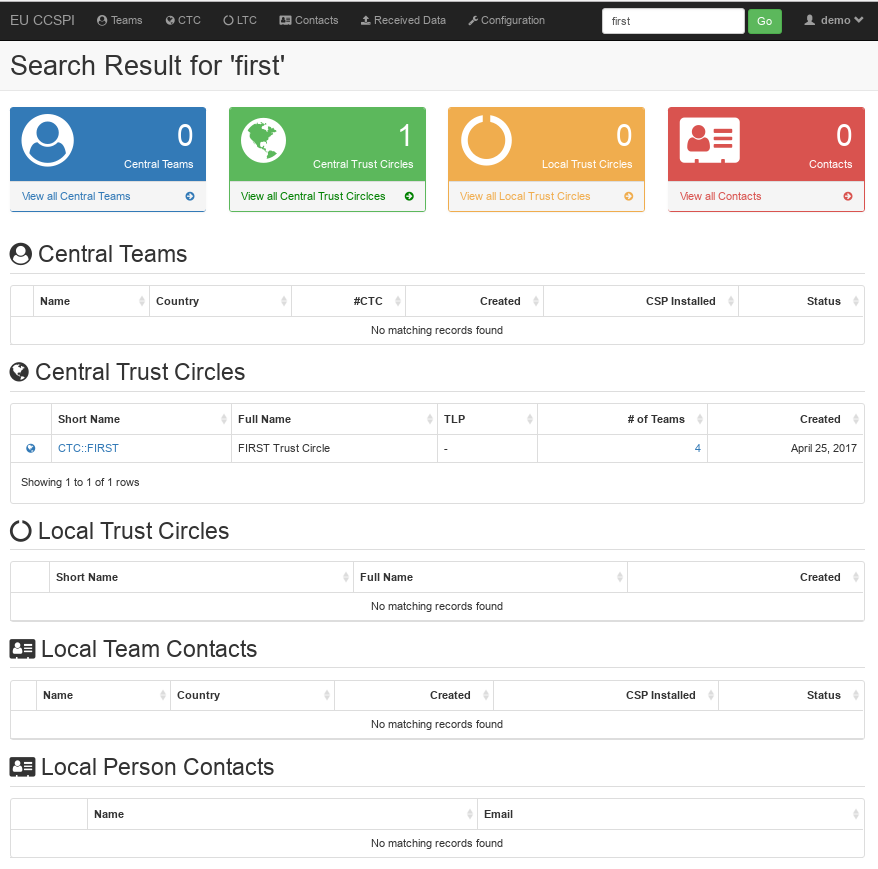 EU CCSPI Teams CTC LTC Contacts Received Data Configuration first Go demo
Search Result for 'first'
0 1 0 0
Central Teams Central Trust Circles Local Trust Circles Contacts
View all Central Teams View all Central Trust Circlces View all Local Trust Circles View all Contacts
Central Teams
Name Country #CTC Created CSP Installed Status
No matching records found
Central Trust Circles
Short Name Full Name TLP # of Teams Created
CTC::FIRST FIRST Trust Circle - 4 April 25, 2017
Showing 1 to 1 of 1 rows
Local Trust Circles
Short Name Full Name Created
No matching records found
Local Team Contacts
Name Country Created CSP Installed Status
No matching records found
Local Person Contacts
Name Email
No matching records found